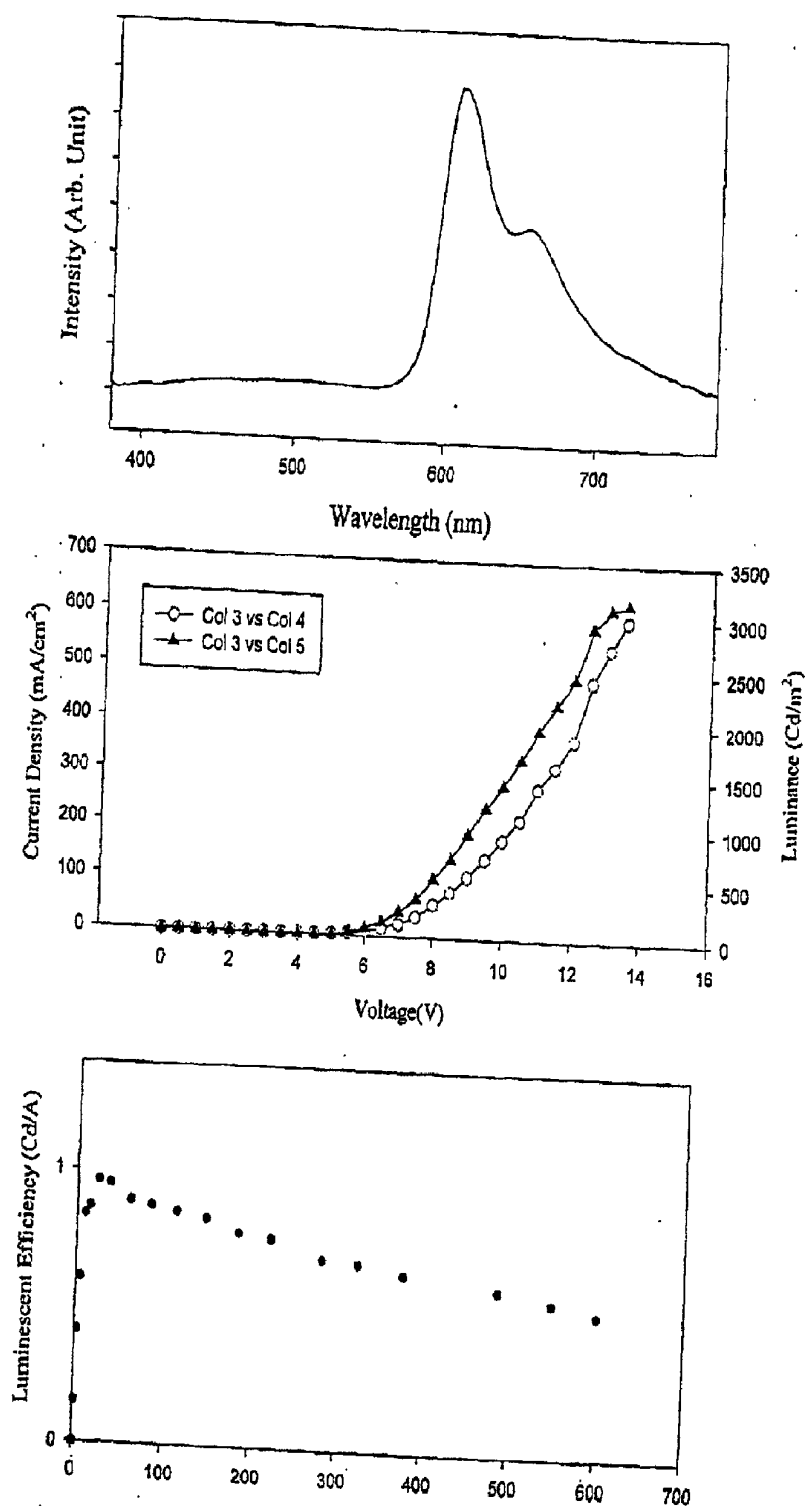 Intensity (Arb. Unit)
400 500 600 700
Wavelength (nm)
700
600
500
400
300
200
100
0
Current Density (mA/cm²)
Col 3 vs Col 4
Col 3 vs Col 5
3500
3000
2500
2000
1500
1000
500
0
Luminance (Cd/m²)
0 2 4 6 8 10 12 14 16
Voltage(V)
Luminescent Efficiency (Cd/A)
1
0
0 100 200 300 400 500 600 700